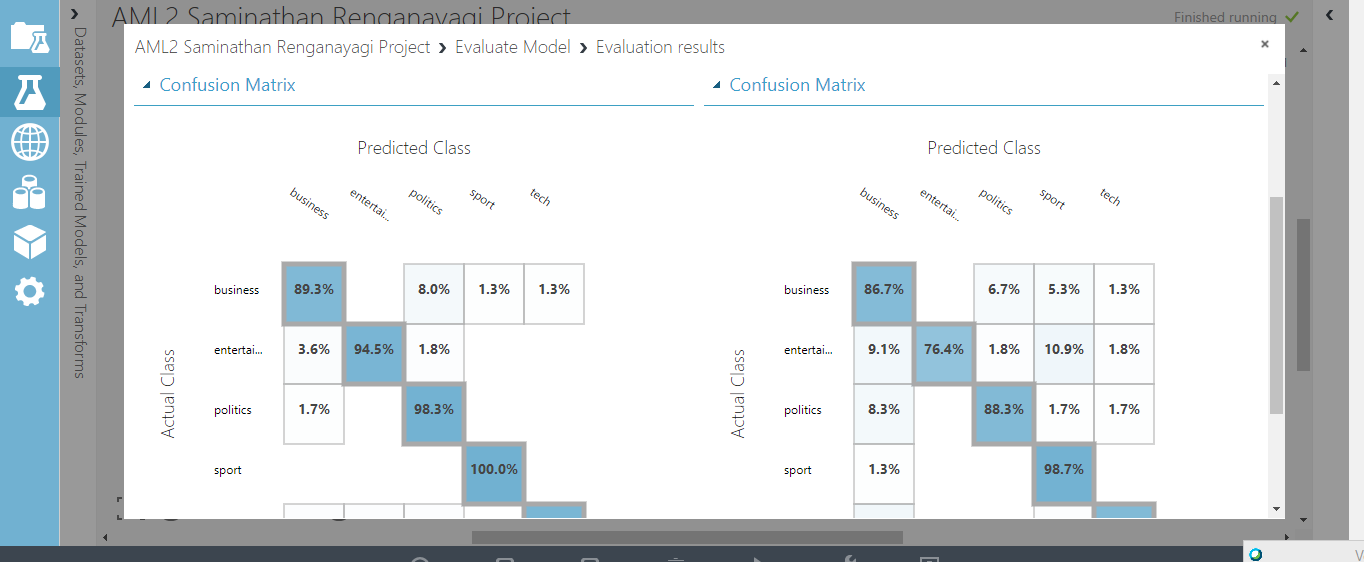 AML2 Saminathan Renganayagi Project
Finished running
Datasets, Modules, Trained Models, and Transforms
AML2 Saminathan Renganayagi Project > Evaluate Model > Evaluation results
Confusion Matrix
Predicted Class
business entertai... politics sport tech
Actual Class
business 89.3% 8.0% 1.3% 1.3%
entertai... 3.6% 94.5% 1.8%
politics 1.7% 98.3%
sport 100.0%
Confusion Matrix
Predicted Class
business entertai... politics sport tech
Actual Class
business 86.7% 6.7% 5.3% 1.3%
entertai... 9.1% 76.4% 1.8% 10.9% 1.8%
politics 8.3% 88.3% 1.7% 1.7%
sport 1.3% 98.7%